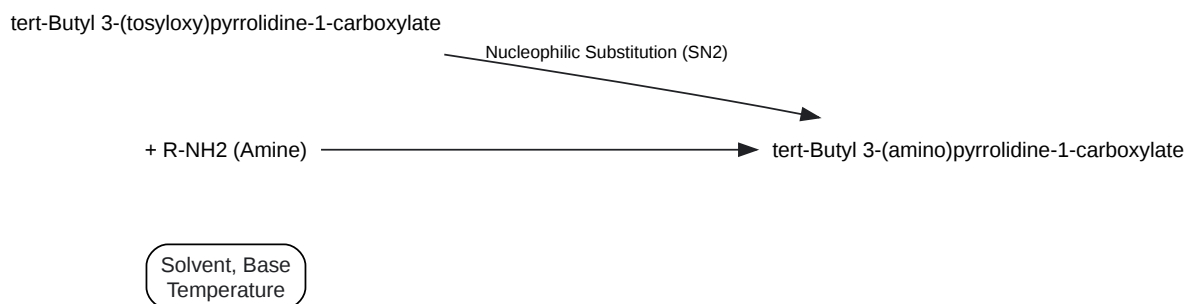 tert-Butyl 3-(tosyloxy)pyrrolidine-1-carboxylate
Nucleophilic Substitution (SN2)
+ R-NH2 (Amine)
tert-Butyl 3-(amino)pyrrolidine-1-carboxylate
Solvent, Base
Temperature